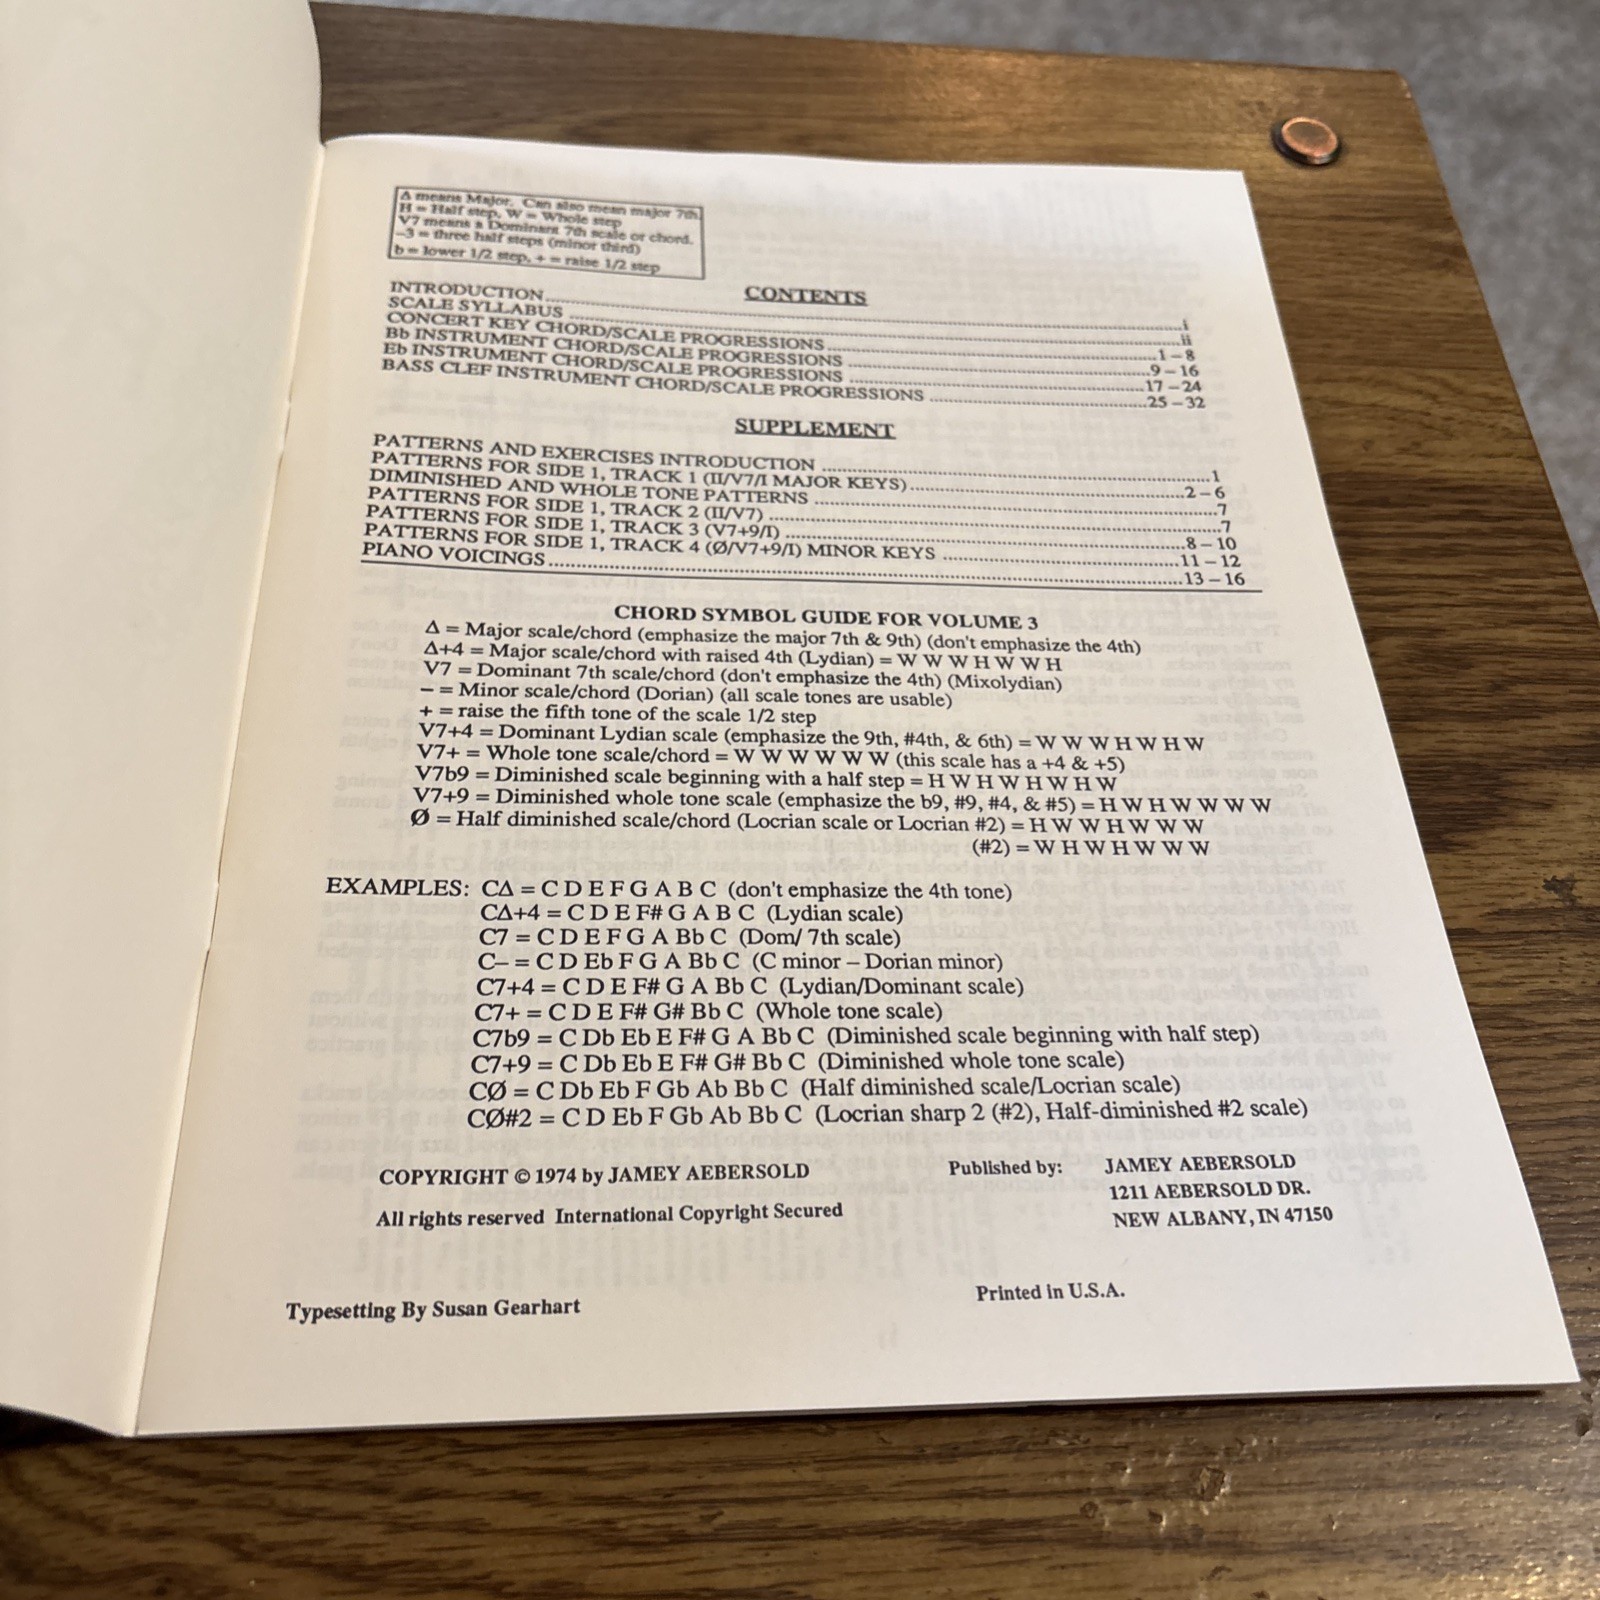 Δ means Major. Can also mean major 7th.
H = Half step, W = Whole step
V7 means a Dominant 7th scale or chord.
-3 = three half steps (minor third)
b = lower 1/2 step, + = raise 1/2 step
CONTENTS
INTRODUCTION.......... i
SCALE SYLLABUS .......... ii
CONCERT KEY CHORD/SCALE PROGRESSIONS .......... 1 – 8
Bb INSTRUMENT CHORD/SCALE PROGRESSIONS .......... 9 – 16
Eb INSTRUMENT CHORD/SCALE PROGRESSIONS .......... 17 – 24
BASS CLEF INSTRUMENT CHORD/SCALE PROGRESSIONS .......... 25 – 32
SUPPLEMENT
PATTERNS AND EXERCISES INTRODUCTION .......... 1
PATTERNS FOR SIDE 1, TRACK 1 (II/V7/I MAJOR KEYS) .......... 2 – 6
DIMINISHED AND WHOLE TONE PATTERNS .......... 7
PATTERNS FOR SIDE 1, TRACK 2 (II/V7) .......... 7
PATTERNS FOR SIDE 1, TRACK 3 (V7+9/I) .......... 8 – 10
PATTERNS FOR SIDE 1, TRACK 4 (Ø/V7+9/I) MINOR KEYS .......... 11 – 12
PIANO VOICINGS .......... 13 – 16
CHORD SYMBOL GUIDE FOR VOLUME 3
Δ = Major scale/chord (emphasize the major 7th & 9th) (don't emphasize the 4th)
Δ+4 = Major scale/chord with raised 4th (Lydian) = W W W H W W H
V7 = Dominant 7th scale/chord (don't emphasize the 4th) (Mixolydian)
– = Minor scale/chord (Dorian) (all scale tones are usable)
+ = raise the fifth tone of the scale 1/2 step
V7+4 = Dominant Lydian scale (emphasize the 9th, #4th, & 6th) = W W W H W H W
V7+ = Whole tone scale/chord = W W W W W W (this scale has a +4 & +5)
V7b9 = Diminished scale beginning with a half step = H W H W H W H W
V7+9 = Diminished whole tone scale (emphasize the b9, #9, #4, & #5) = H W H W W W W
Ø = Half diminished scale/chord (Locrian scale or Locrian #2) = H W W H W W W
(#2) = W H W H W W W
EXAMPLES: CΔ = C D E F G A B C (don't emphasize the 4th tone)
CΔ+4 = C D E F# G A B C (Lydian scale)
C7 = C D E F G A Bb C (Dom/ 7th scale)
C– = C D Eb F G A Bb C (C minor – Dorian minor)
C7+4 = C D E F# G A Bb C (Lydian/Dominant scale)
C7+ = C D E F# G# Bb C (Whole tone scale)
C7b9 = C Db Eb E F# G A Bb C (Diminished scale beginning with half step)
C7+9 = C Db Eb E F# G# Bb C (Diminished whole tone scale)
CØ = C Db Eb F Gb Ab Bb C (Half diminished scale/Locrian scale)
CØ#2 = C D Eb F Gb Ab Bb C (Locrian sharp 2 (#2), Half-diminished #2 scale)
COPYRIGHT © 1974 by JAMEY AEBERSOLD
All rights reserved International Copyright Secured
Published by: JAMEY AEBERSOLD
1211 AEBERSOLD DR.
NEW ALBANY, IN 47150
Typesetting By Susan Gearhart
Printed in U.S.A.